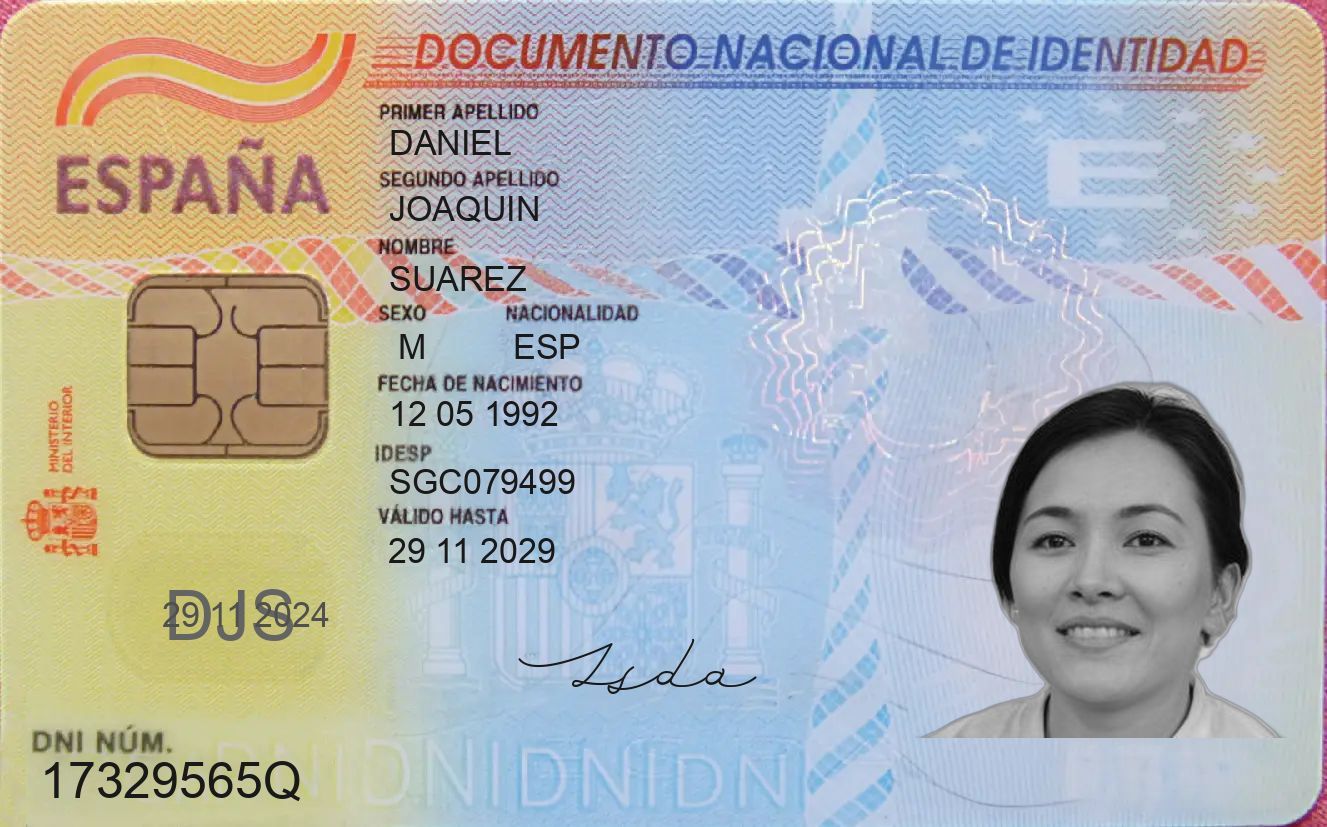 DOCUMENTO NACIONAL DE IDENTIDAD
ESPAÑA
PRIMER APELLIDO
DANIEL
SEGUNDO APELLIDO
JOAQUIN
NOMBRE
SUAREZ
SEXO NACIONALIDAD
M ESP
FECHA DE NACIMIENTO
12 05 1992
IDESP
SGC079499
VÁLIDO HASTA
29 11 2029
MINISTERIO
DEL INTERIOR
E
29 11 2024
DJS
DNI NÚM.
17329565Q
DNIDNIDNIDN